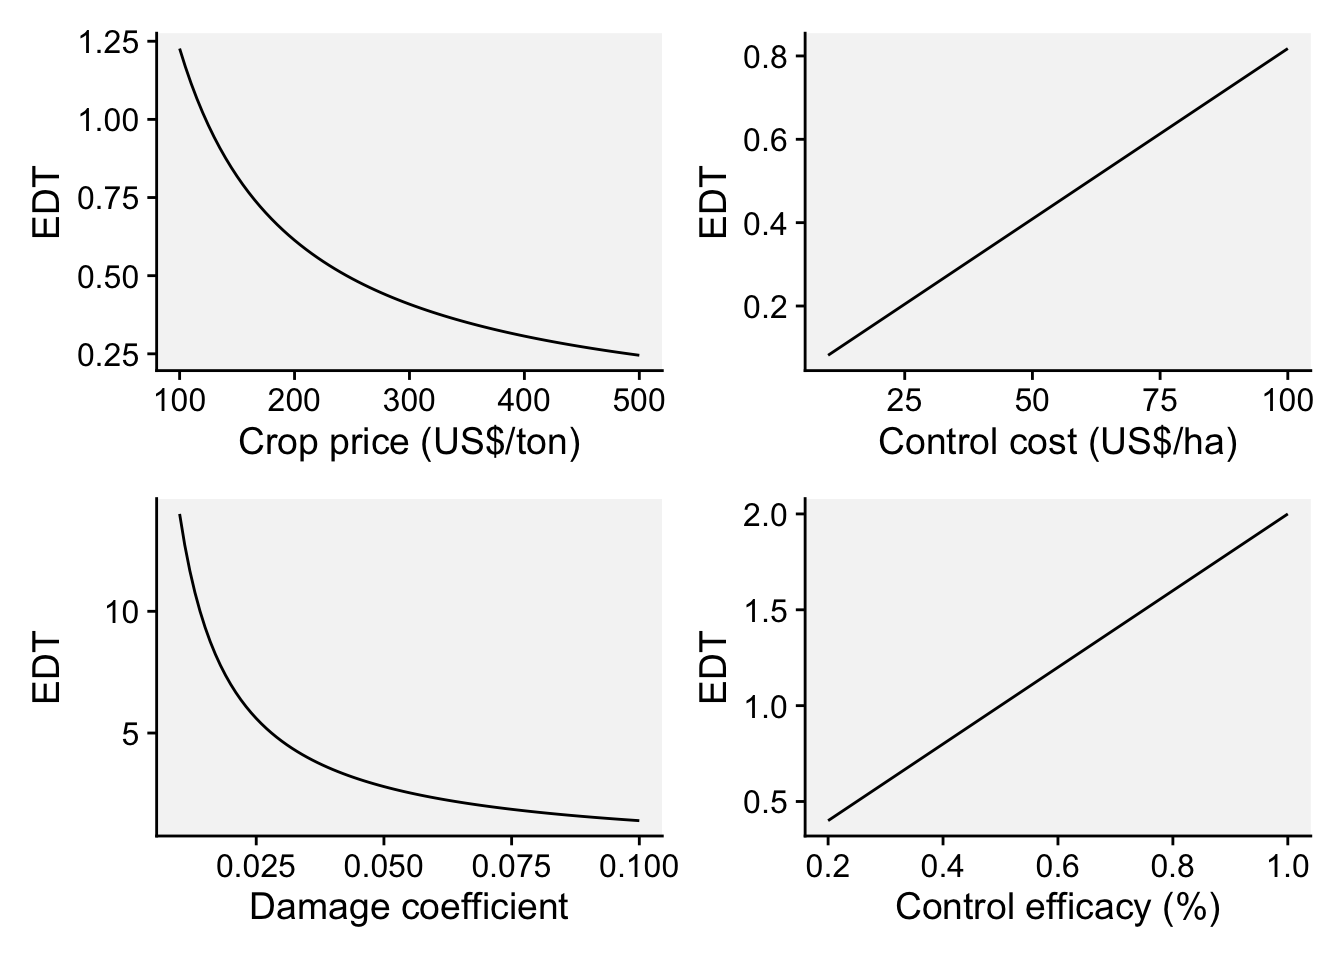 EDT
1.25
1.00
0.75
0.50
0.25
100 200 300 400 500
Crop price (US$/ton)
EDT
0.8
0.6
0.4
0.2
25 50 75 100
Control cost (US$/ha)
EDT
10
5
0.025 0.050 0.075 0.100
Damage coefficient
EDT
2.0
1.5
1.0
0.5
0.2 0.4 0.6 0.8 1.0
Control efficacy (%)